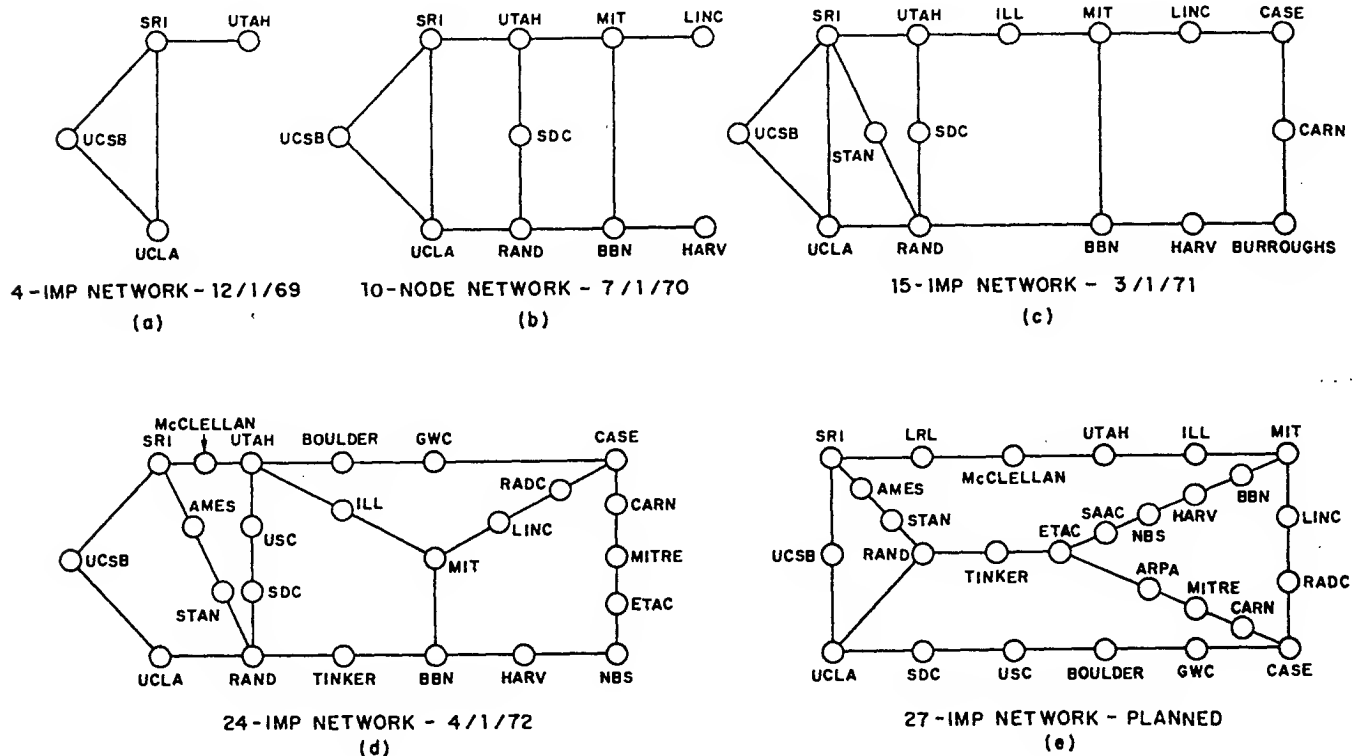 SRI UTAH
UCSB
UCLA
4-IMP NETWORK-12/1/69
(a)
SRI UTAH MIT LINC
UCSB SDC
UCLA RAND BBN HARV
10-NODE NETWORK - 7/1/70
(b)
SRI UTAH ILL MIT LINC CASE
UCSB STAN SDC CARN
UCLA RAND BBN HARV BURROUGHS
15-IMP NETWORK - 3/1/71
(c)
McCLELLAN
SRI UTAH BOULDER GWC CASE
RADC
AMES ILL CARN
USC LINC
UCSB MIT MITRE
STAN SDC ETAC
UCLA RAND TINKER BBN HARV NBS
24-IMP NETWORK - 4/1/72
(d)
SRI LRL UTAH ILL MIT
McCLELLAN
AMES BBN
STAN SAAC HARV LINC
UCSB RAND ETAC NBS
TINKER ARPA RADC
MITRE
CARN
UCLA SDC USC BOULDER GWC CASE
27-IMP NETWORK - PLANNED
(e)